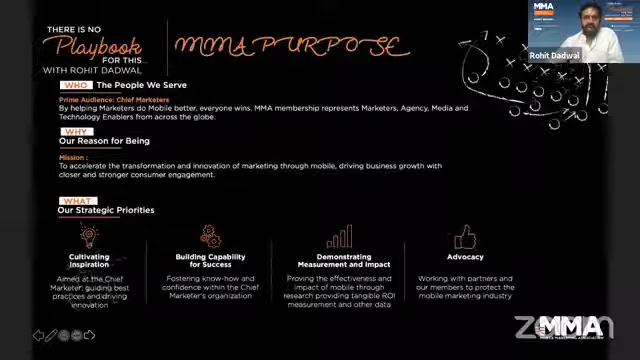 THERE IS NO
Playbook
FOR THIS...
WITH ROHIT DADWAL
MMA PURPOSE
MMA
Rohit Dadwal
WHO The People We Serve
Prime Audience: Chief Marketers
By helping Marketers do Mobile better, everyone wins. MMA membership represents Marketers, Agency, Media and
Technology Enablers from across the globe.
WHY
Our Reason for Being
Mission :
To accelerate the transformation and innovation of marketing through mobile, driving business growth with
closer and stronger consumer engagement.
WHAT
Our Strategic Priorities
Cultivating
Inspiration
Aimed at the Chief
Marketer; guiding best
practices and driving
innovation
Building Capability
for Success
Fostering know-how and
confidence within the Chief
Marketer's organization
Demonstrating
Measurement and Impact
Proving the effectiveness and
impact of mobile through
research providing tangible ROI
measurement and other data
Advocacy
Working with partners and
our members to protect the
mobile marketing industry
zoom
MMA
MOBILE MARKETING ASSOCIATION